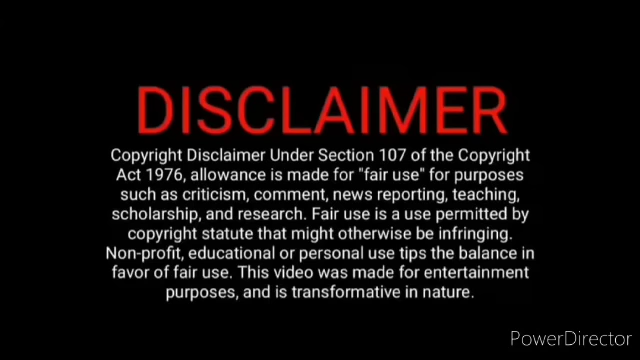 DISCLAIMER
Copyright Disclaimer Under Section 107 of the Copyright
Act 1976, allowance is made for "fair use" for purposes
such as criticism, comment, news reporting, teaching,
scholarship, and research. Fair use is a use permitted by
copyright statute that might otherwise be infringing.
Non-profit, educational or personal use tips the balance in
favor of fair use. This video was made for entertainment
purposes, and is transformative in nature.
PowerDirector